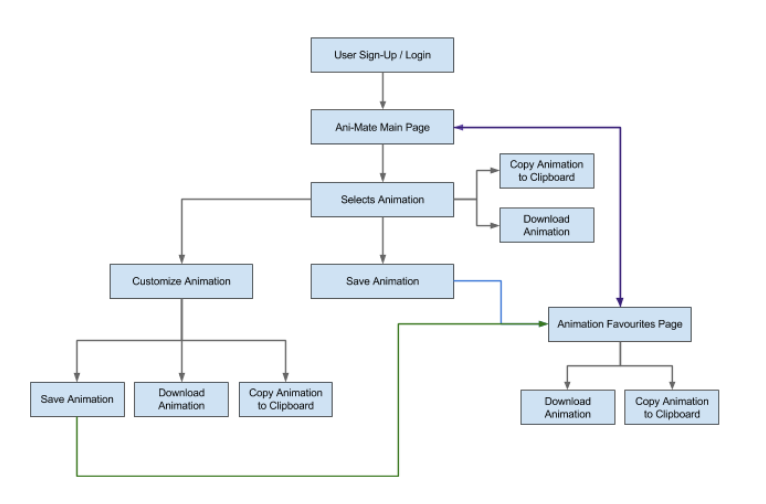 User Sign-Up / Login
Ani-Mate Main Page
Copy Animation
to Clipboard
Selects Animation
Download
Animation
Customize Animation
Save Animation
Animation Favourites Page
Save Animation
Download
Animation
Copy Animation
to Clipboard
Download
Animation
Copy Animation
to Clipboard